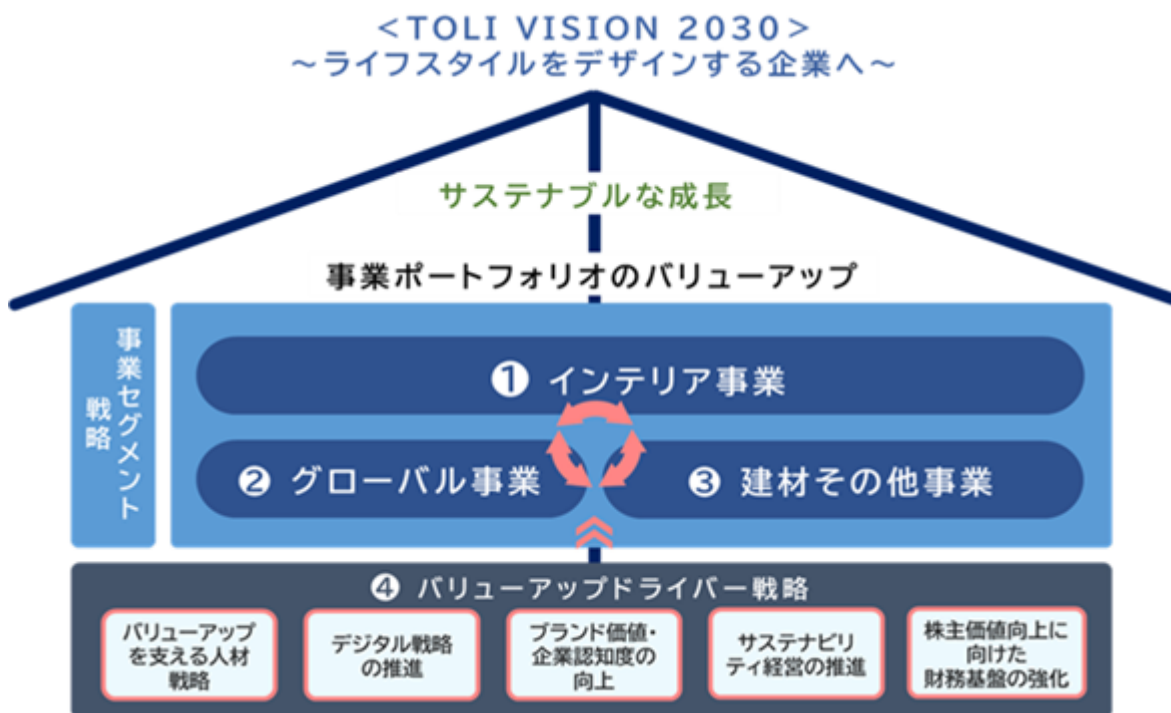 <TOLI VISION 2030>
～ライフスタイルをデザインする企業へ～
サステナブルな成長
事業ポートフォリオのバリューアップ
事業セグメント
戦略
❶ インテリア事業
❷ グローバル事業
❸ 建材その他事業
❹ バリューアップドライバー戦略
バリューアップ
を支える人材
戦略
デジタル戦略
の推進
ブランド価値・
企業認知度の
向上
サステナビリ
ティ経営の推進
株主価値向上に
向けた
財務基盤の強化